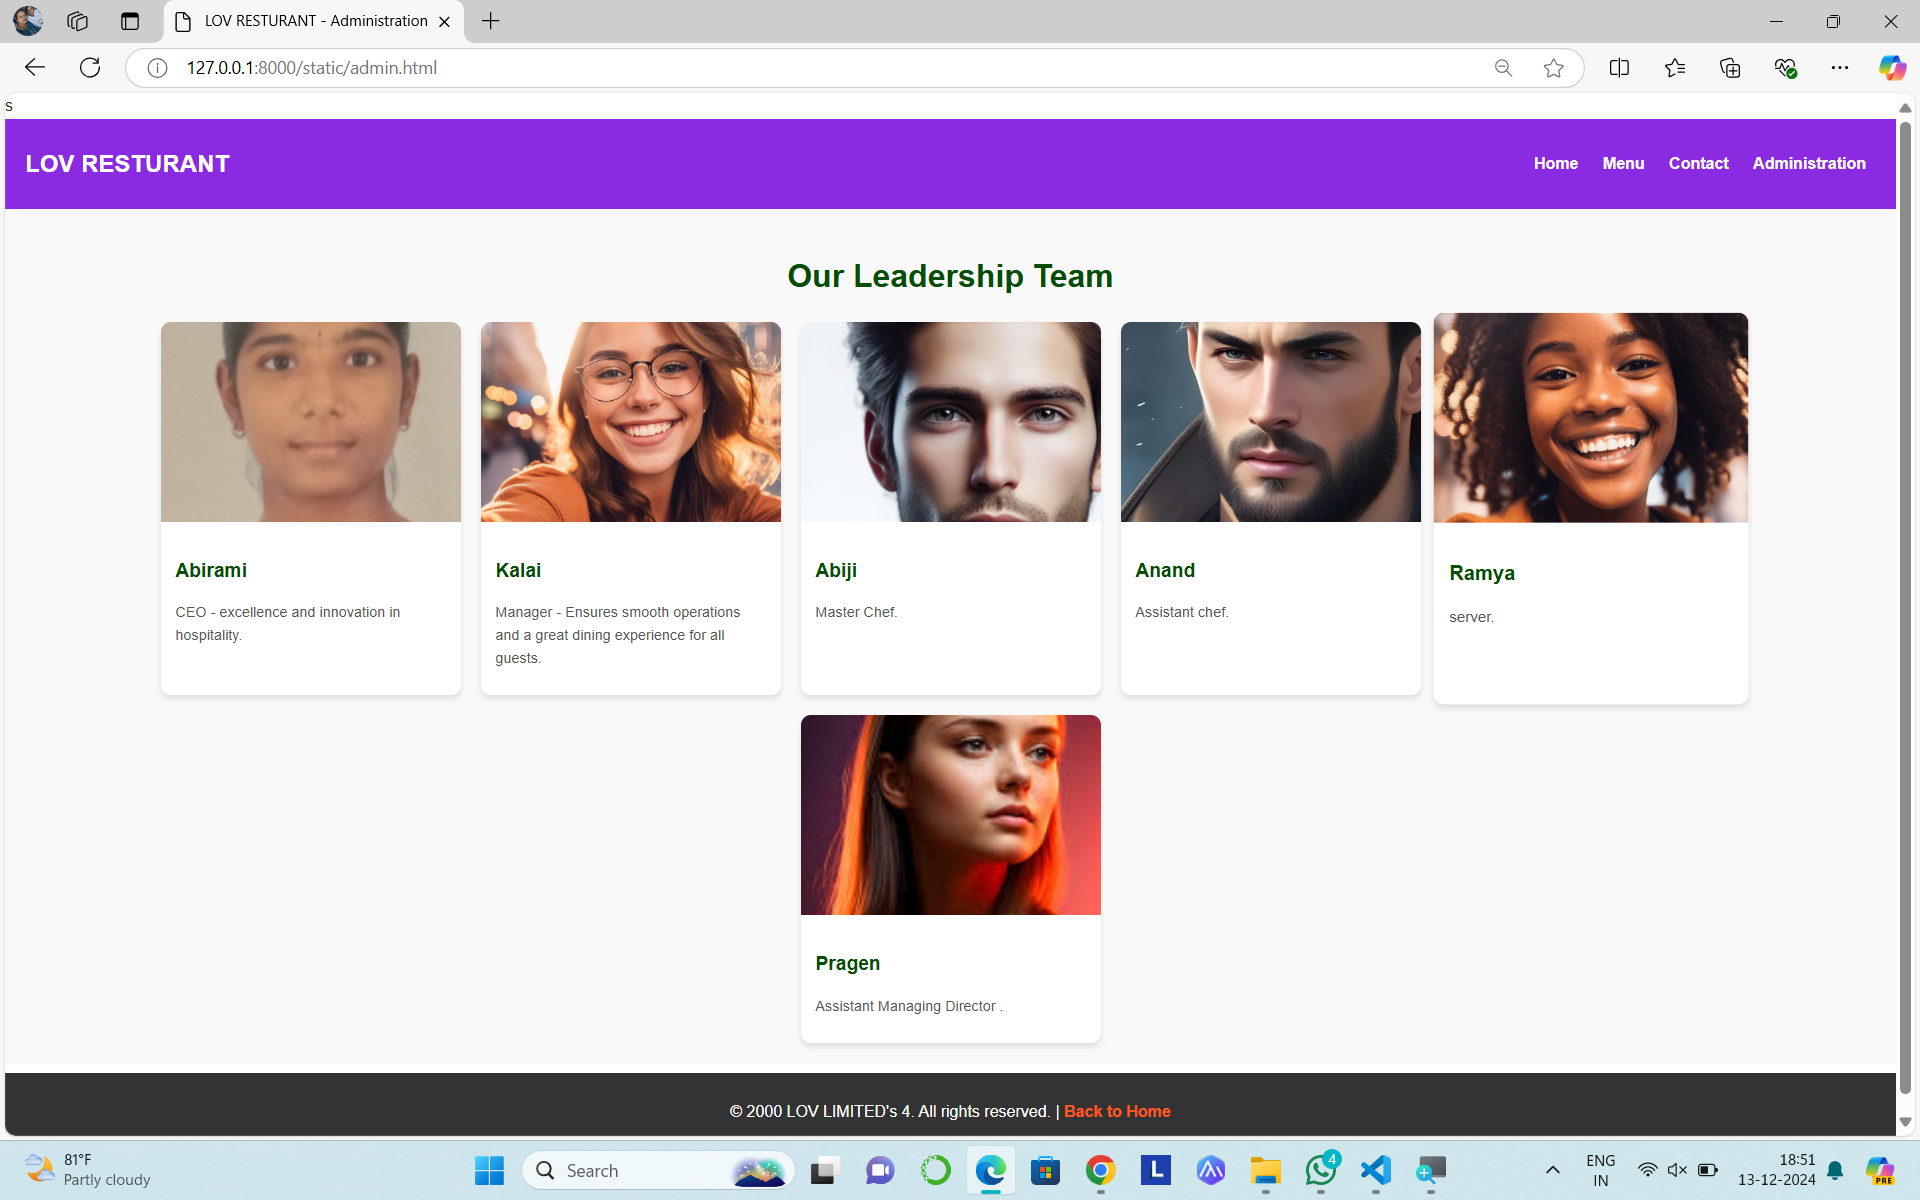 LOV RESTURANT - Administration
127.0.0.1:8000/static/admin.html
s
LOV RESTURANT
Home Menu Contact Administration
Our Leadership Team
Abirami
CEO - excellence and innovation in
hospitality.
Kalai
Manager - Ensures smooth operations
and a great dining experience for all
guests.
Abiji
Master Chef.
Anand
Assistant chef.
Ramya
server.
Pragen
Assistant Managing Director .
© 2000 LOV LIMITED's 4. All rights reserved. | Back to Home
81°F
Partly cloudy
Search
L
4
ENG
IN
18:51
13-12-2024
PRE